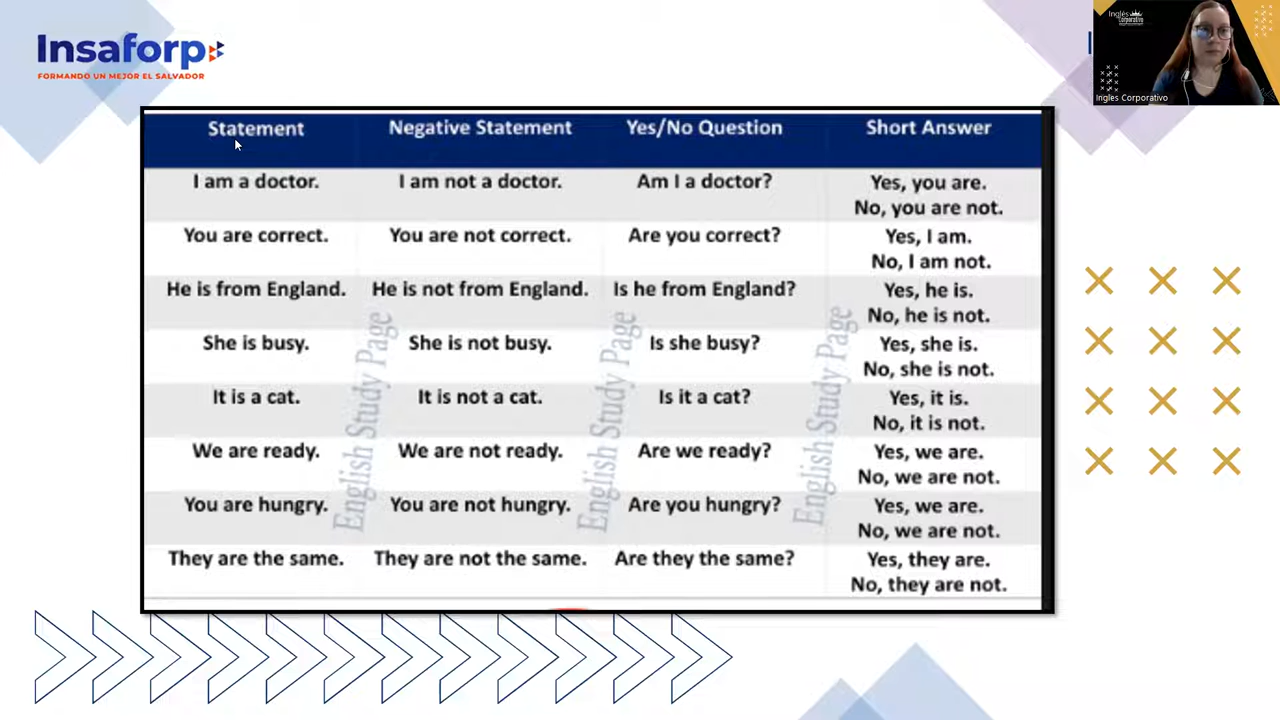 Insaforp
FORMANDO UN MEJOR EL SALVADOR
Inglés
Corporativo
Ingles Corporativo
Statement Negative Statement Yes/No Question Short Answer
I am a doctor. I am not a doctor. Am I a doctor? Yes, you are.
No, you are not.
You are correct. You are not correct. Are you correct? Yes, I am.
No, I am not.
He is from England. He is not from England. Is he from England? Yes, he is.
No, he is not.
She is busy. She is not busy. Is she busy? Yes, she is.
No, she is not.
It is a cat. It is not a cat. Is it a cat? Yes, it is.
No, it is not.
We are ready. We are not ready. Are we ready? Yes, we are.
No, we are not.
You are hungry. You are not hungry. Are you hungry? Yes, we are.
No, we are not.
They are the same. They are not the same. Are they the same? Yes, they are.
No, they are not.
English Study Page
English Study Page
English Study Page